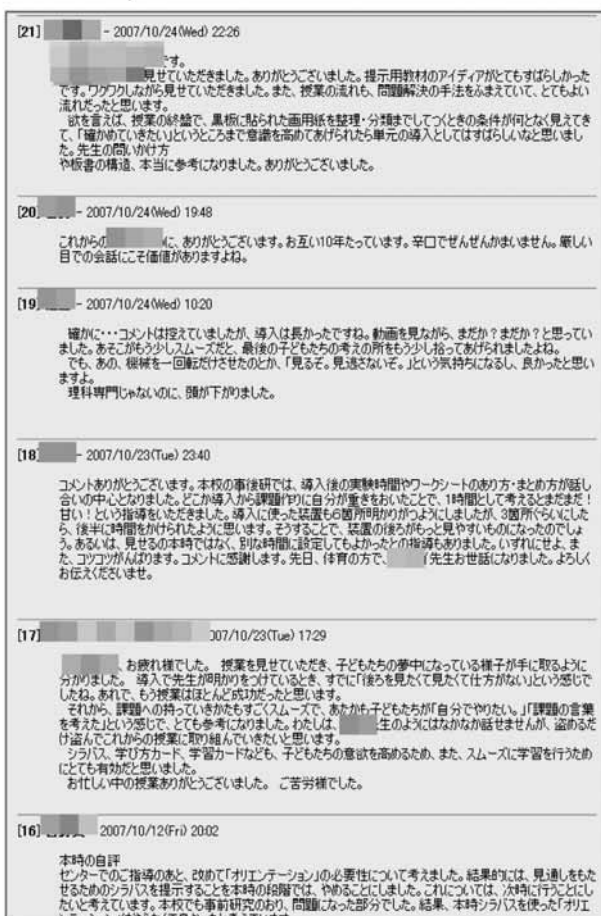 [21] - 2007/10/24(Wed) 22:26
です。
見せていただきました。ありがとうございました。提示用教材のアイディアがとてもすばらしかった
です。ワクワクしながら見せていただきました。また、授業の流れも、問題解決の手法をふまえていて、とてもよい
流れだったと思います。
欲を言えば、授業の終盤で、黒板に貼られた画用紙を整理・分類までしてつくときの条件が何となく見えてき
て、「確かめていきたい」というところまで意識を高めてあげられたら単元の導入としてはすばらしいなと思いまし
た。先生の問いかけ方
や板書の構造、本当に参考になりました。ありがとうございました。
[20] - 2007/10/24(Wed) 19:48
これからの に、ありがとうございます。お互い10年たっています。辛口でぜんぜんかまいません。厳しい
目での会話にこそ価値がありますよね。
[19] - 2007/10/24(Wed) 10:20
確かに・・・コメントは控えていましたが、導入は長かったですね。動画を見ながら、まだか？まだか？と思ってい
ました。あそこがもう少しスムーズだと、最後の子どもたちの考えの所をもう少し拾ってあげられましたよね。
でも、あの、機械を一回転だけさせたのとか、「見るぞ。見逃さないぞ。」という気持ちになるし、良かったと思い
ますよ。
理科専門じゃないのに、頭が下がりました。
[18] - 2007/10/23(Tue) 23:40
コメントありがとうございます。本校の事後研では、導入後の実験時間やワークシートのあり方・まとめ方が話し
合いの中心となりました。どこか導入から課題作りに自分が重きをおいたことで、1時間として考えるとまだまだ！
甘い！という指導をいただきました。導入に使った装置も6箇所明かりがつようにしましたが、3箇所ぐらいにした
ら、後半に時間をかけられたように思います。そうすることで、装置の後ろがもっと見やすいものになったのでしょ
う。あるいは、見せるの本時ではなく、別な時間に設定してもよかったとの指導もありました。いずれにせよ、ま
た、コツコツがんばります。コメントに感謝します。先日、体育の方で、 先生お世話になりました。よろしく
お伝えくださいませ。
[17] 07/10/23(Tue) 17:29
、お疲れ様でした。 授業を見せていただき、子どもたちの夢中になっている様子が手に取るように
分かりました。 導入で先生が明かりをつけているとき、すでに「後ろを見たくて見たくて仕方がない」という感じで
したね。あれで、もう授業はほとんど成功だったと思います。
それから、課題への持っていきかたもすごくスムーズで、あたかも子どもたちが「自分でやりたい。」「課題の言葉
を考えた」という感じで、とても参考になりました。わたしは、 生のようにはなかなか話せませんが、盗めるだ
け盗んでこれからの授業に取り組んでいきたいと思います。
シラバス、学び方カード、学習カードなども、子どもたちの意欲を高めるため、また、スムーズに学習を行うため
にとても有効だと思いました。
お忙しい中の授業ありがとうございました。 ご苦労様でした。
[16] 2007/10/12(Fri) 20:02
本時の自評
センターでのご指導のあと、改めて「オリエンテーション」の必要性について考えました。結果的には、見通しをもた
せるためのシラバスを提示することを本時の段階では、やめることにしました。これについては、次時に行うことにし
たいと考えています。本校でも事前研究のおり、問題になった部分でした。結果、本時シラバスを使った「オリエ